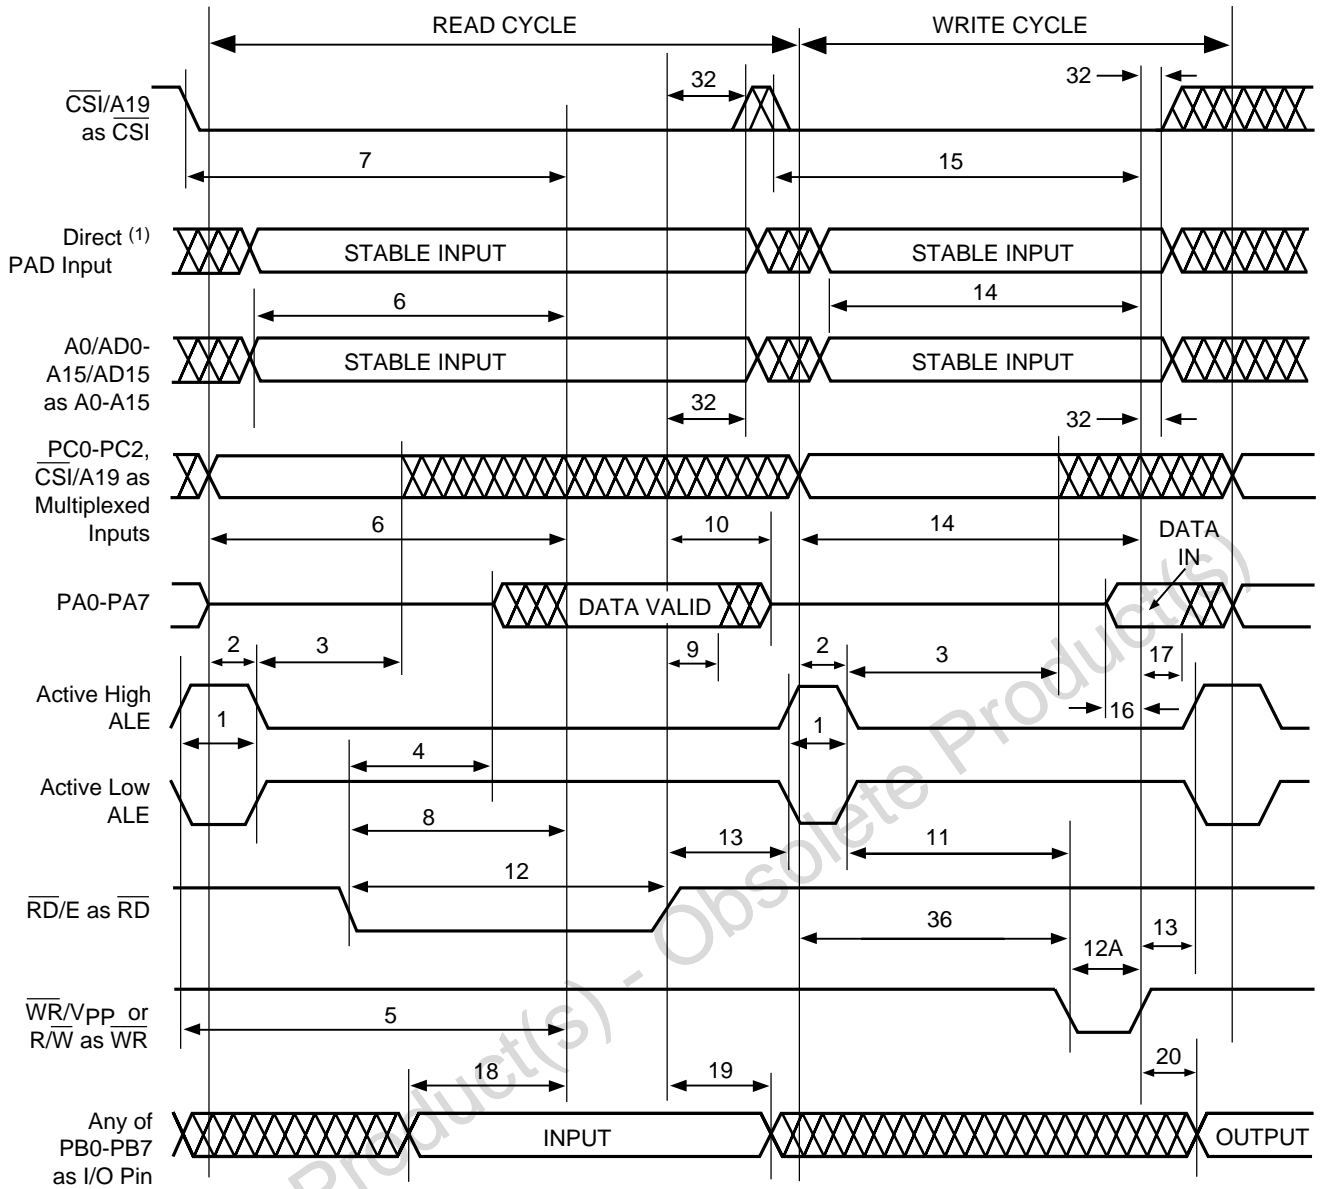 READ CYCLE
WRITE CYCLE
CSI/A19
as CSI
32
32
7
15
Direct (1)
PAD Input
STABLE INPUT
STABLE INPUT
6
14
A0/AD0-
A15/AD15
as A0-A15
STABLE INPUT
STABLE INPUT
32
32
PC0-PC2,
CSI/A19 as
Multiplexed
Inputs
6
10
14
DATA
IN
PA0-PA7
DATA VALID
2
3
9
2
3
17
Active High
ALE
1
1
16
4
Active Low
ALE
8
13
11
12
RD/E as RD
36
12A
13
WR/VPP or
R/W as WR
5
18
19
20
Any of
PB0-PB7
as I/O Pin
INPUT
OUTPUT
Product(s) - Obsolete Product(s)